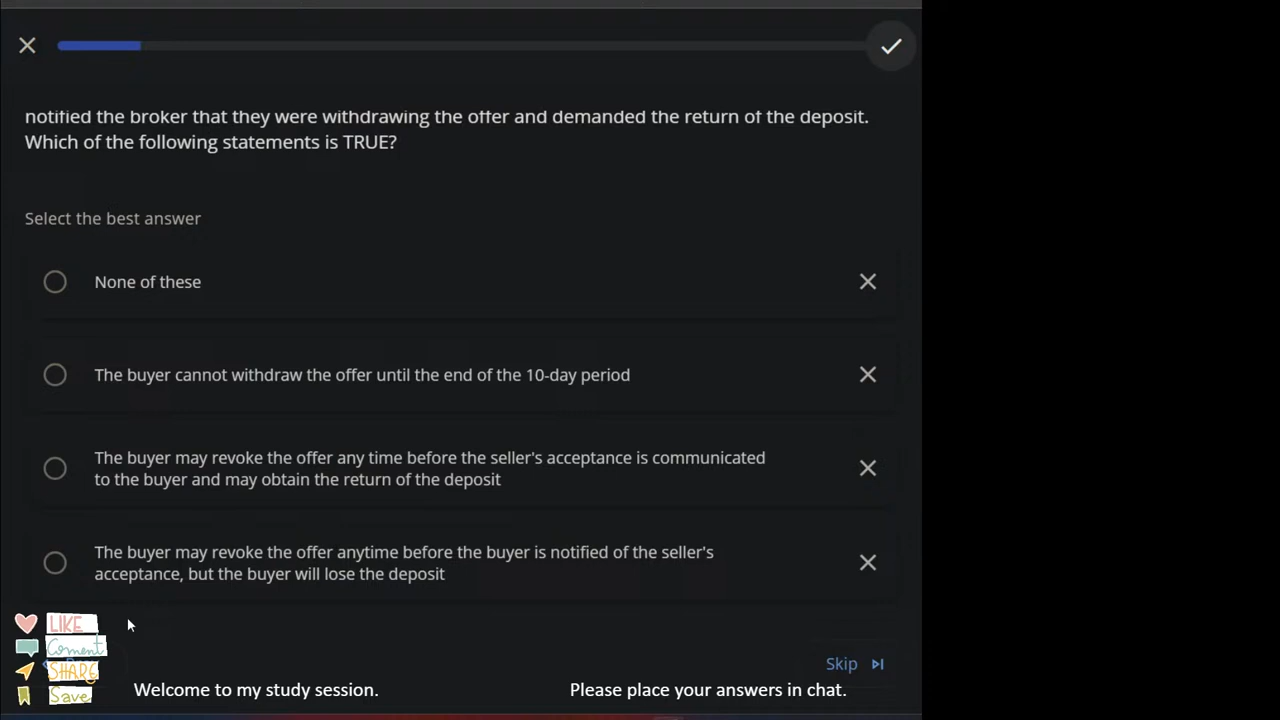 notified the broker that they were withdrawing the offer and demanded the return of the deposit.
Which of the following statements is TRUE?
Select the best answer
None of these
The buyer cannot withdraw the offer until the end of the 10-day period
The buyer may revoke the offer any time before the seller's acceptance is communicated
to the buyer and may obtain the return of the deposit
The buyer may revoke the offer anytime before the buyer is notified of the seller's
acceptance, but the buyer will lose the deposit
LIKE
Coment
SHARE
Save
Skip
Welcome to my study session.
Please place your answers in chat.